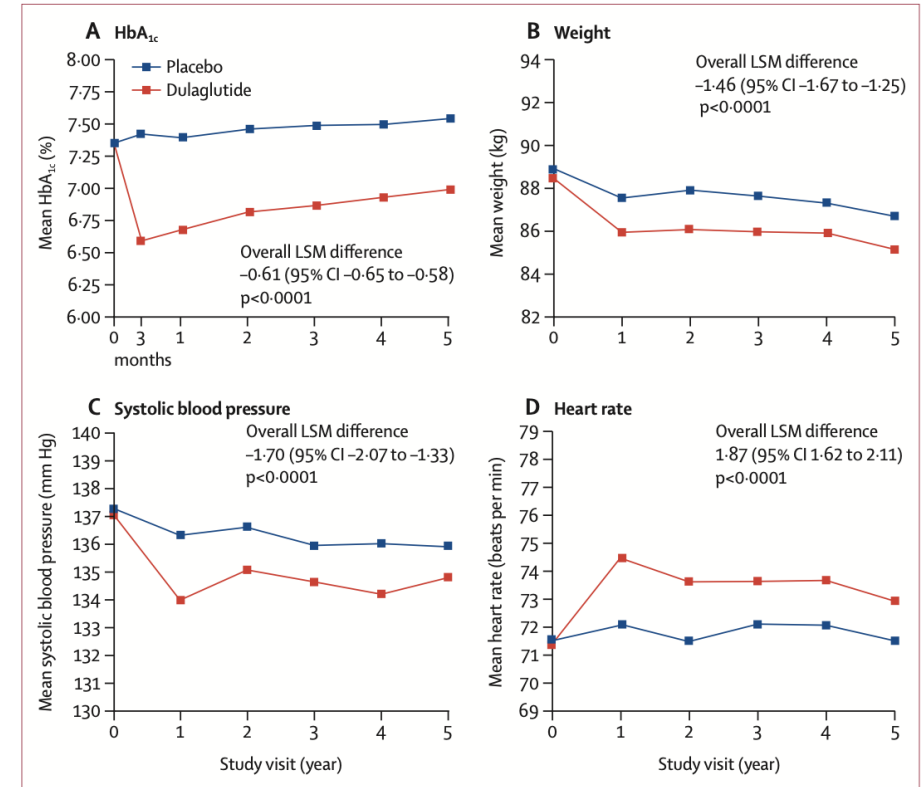 A HbA1c
8·00
7·75
7·50
7·25
7·00
6·75
6·50
6·25
6·00
Mean HbA1c (%)
Placebo
Dulaglutide
Overall LSM difference
–0·61 (95% CI –0·65 to –0·58)
p<0·0001
0 3 1 2 3 4 5
months
B Weight
94
92
90
88
86
84
82
Mean weight (kg)
Overall LSM difference
–1·46 (95% CI –1·67 to –1·25)
p<0·0001
0 1 2 3 4 5
C Systolic blood pressure
140
139
138
137
136
135
134
133
132
131
130
Mean systolic blood pressure (mm Hg)
Overall LSM difference
–1·70 (95% CI –2·07 to –1·33)
p<0·0001
0 1 2 3 4 5
Study visit (year)
D Heart rate
79
78
77
76
75
74
73
72
71
70
69
Mean heart rate (beats per min)
Overall LSM difference
1·87 (95% CI 1·62 to 2·11)
p<0·0001
0 1 2 3 4 5
Study visit (year)